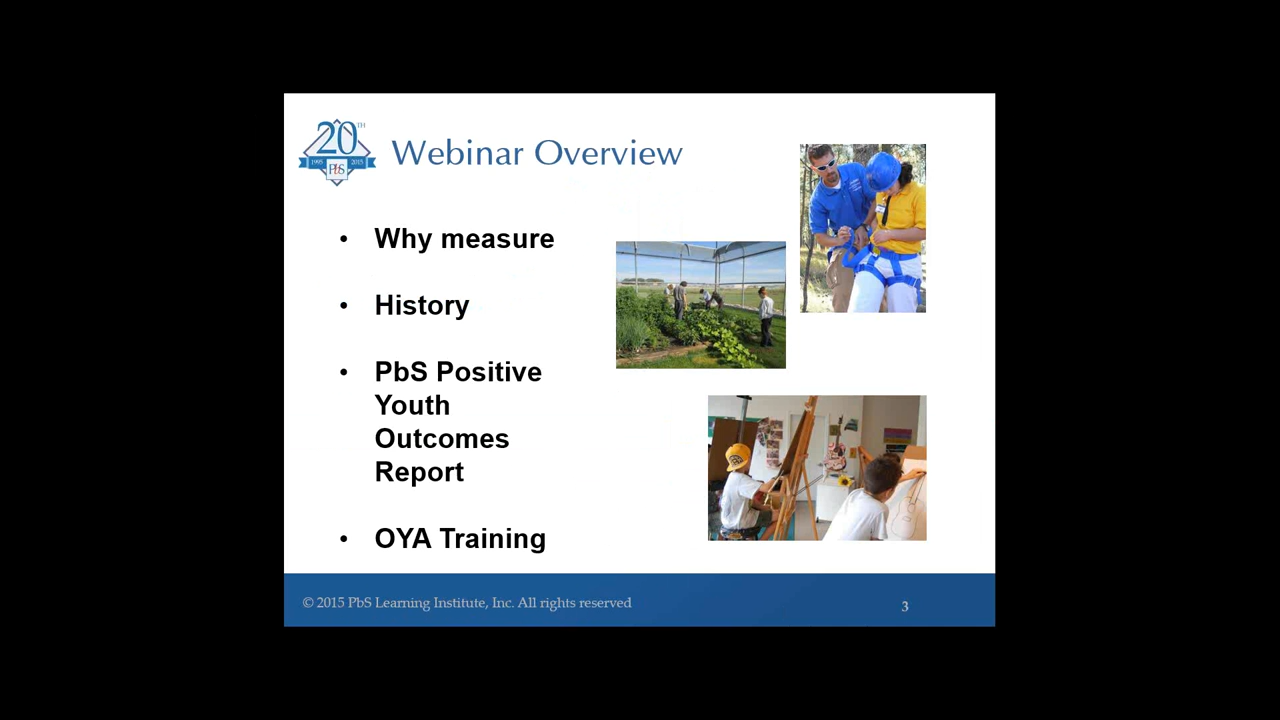 20TH
1995 PbS 2015
Webinar Overview
• Why measure
• History
• PbS Positive
Youth
Outcomes
Report
• OYA Training
© 2015 PbS Learning Institute, Inc. All rights reserved
3